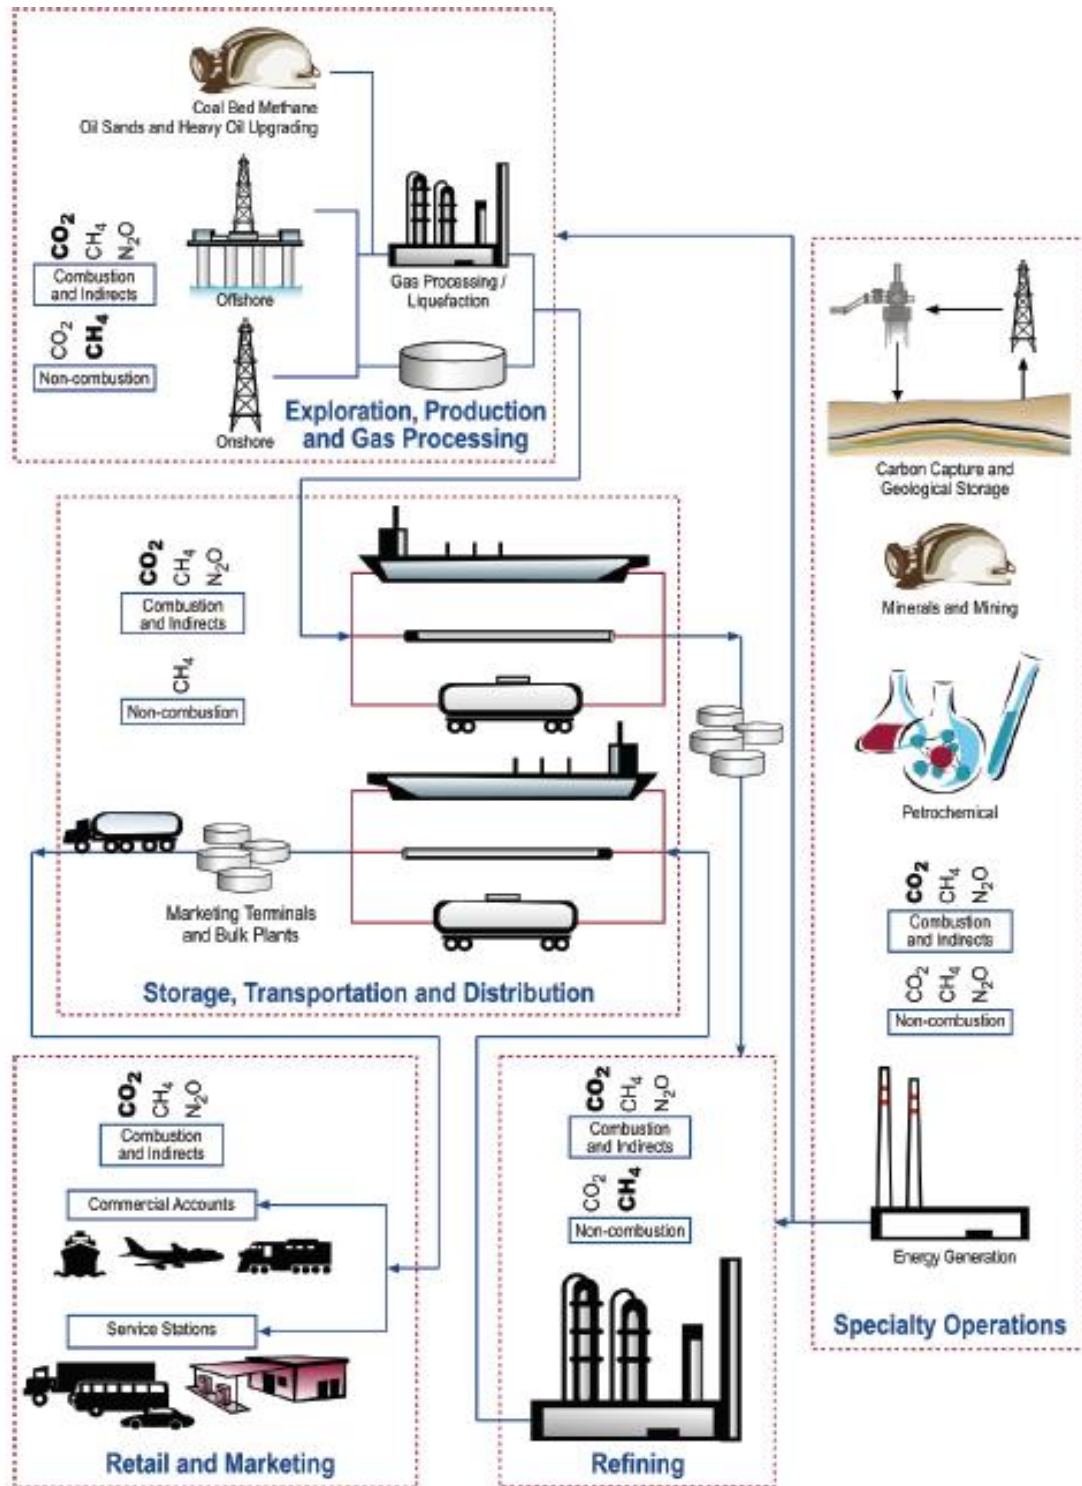 Coal Bed Methane
Oil Sands and Heavy Oil Upgrading
CO₂ CH₄ N₂O
Combustion
and Indirects
CO₂ CH₄
Non-combustion
Offshore
Onshore
Gas Processing /
Liquefaction
Exploration, Production
and Gas Processing
CO₂ CH₄ N₂O
Combustion
and Indirects
CH₄
Non-combustion
Marketing Terminals
and Bulk Plants
Storage, Transportation and Distribution
CO₂ CH₄ N₂O
Combustion
and Indirects
Commercial Accounts
Service Stations
Retail and Marketing
CO₂ CH₄ N₂O
Combustion
and Indirects
CO₂ CH₄
Non-combustion
Refining
Carbon Capture and
Geological Storage
Minerals and Mining
Petrochemical
CO₂ CH₄ N₂O
Combustion
and Indirects
CO₂ CH₄ N₂O
Non-combustion
Energy Generation
Specialty Operations